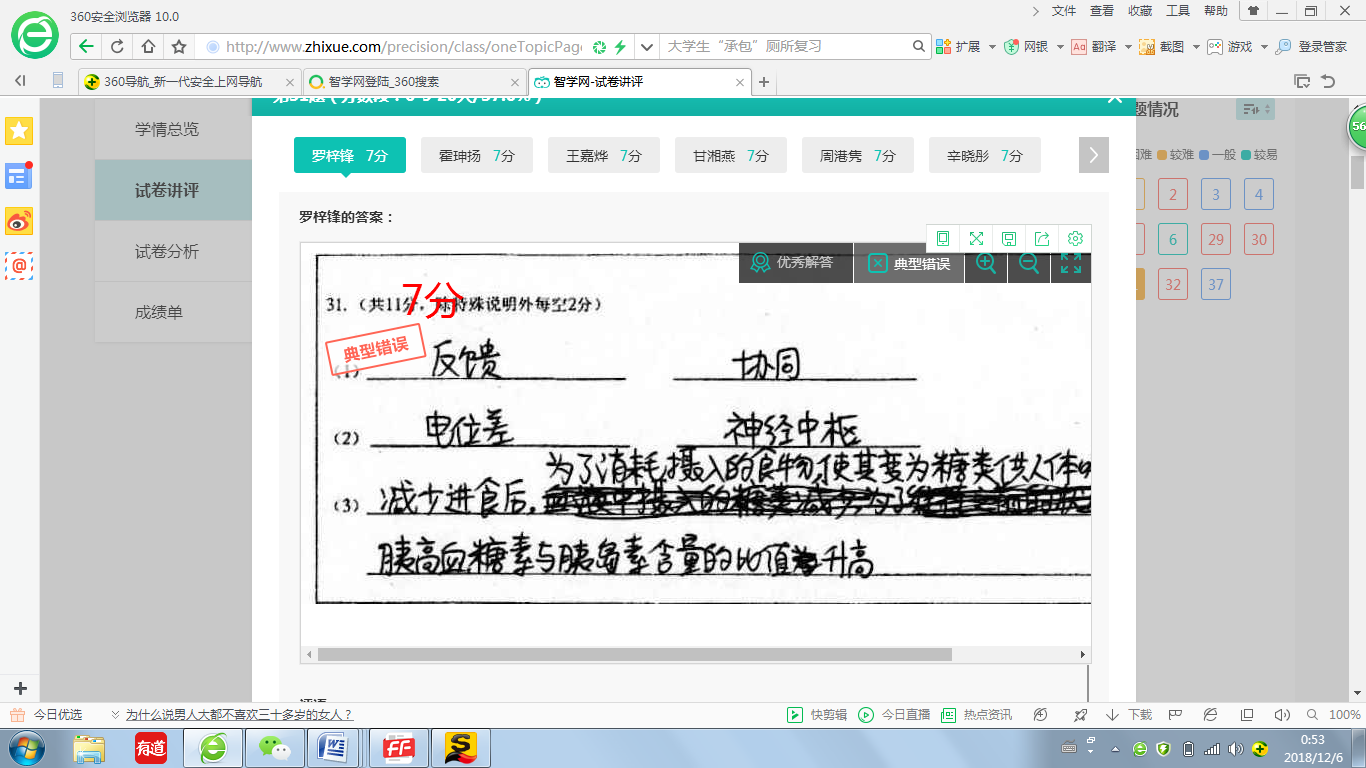 360安全浏览器 10.0
文件 查看 收藏 工具 帮助
http://www.zhixue.com/precision/class/oneTopicPage
大学生“承包”厕所复习
扩展 网银 翻译 截图 游戏 登录管家
360导航_新一代安全上网导航
智学网登陆_360搜索
智学网-试卷讲评
学情总览
试卷讲评
试卷分析
成绩单
题情况
较难 一般 较易
2 3 4
6 29 30
32 37
56
罗梓锋 7分
霍珅扬 7分
王嘉烨 7分
甘湘燕 7分
周港隽 7分
辛晓彤 7分
罗梓锋的答案：
优秀解答
典型错误
31.（共11分，除特殊说明外每空2分）
7分
典型错误
(1) 反馈 协同
(2) 电位差 神经中枢
为了消耗摄入的食物,使其变为糖类供人体
(3) 减少进食后,
胰高血糖素与胰岛素含量的比值 升高
今日优选
为什么说男人大都不喜欢三十多岁的女人？
快剪辑 今日直播 热点资讯 下载 100%
有道
0:53
2018/12/6